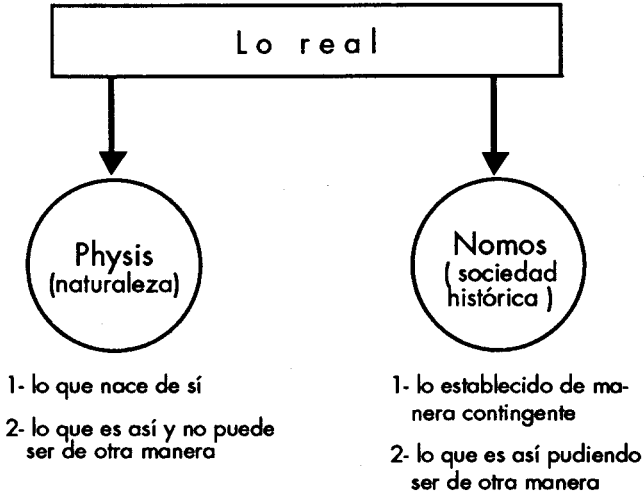 Lo real
Physis
(naturaleza)
Nomos
( sociedad
histórica )
1- lo que nace de sí
2- lo que es así y no puede
ser de otra manera
1- lo establecido de ma-
nera contingente
2- lo que es así pudiendo
ser de otra manera